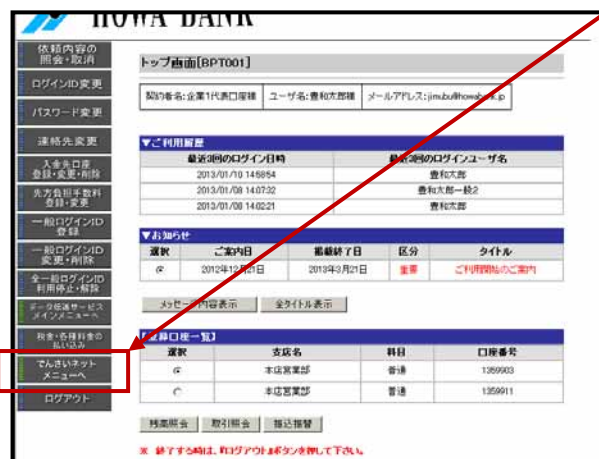 HOWA BANK
依頼内容の
照会・取消
ログインID変更
パスワード変更
連絡先変更
入金先口座
登録・変更・削除
先方負担手数料
登録・変更
一般ログインID
登録
一般ログインID
変更・削除
全一般ログインID
利用停止・解除
データ伝送サービス
メインメニューへ
税金・各種料金の
払い込み
でんさいネット
メニューへ
ログアウト
トップ画面[BPT001]
契約者名:企業1代表口座様 ユーザ名:豊和太郎様 メールアドレス:jimubu@howabank.jp
▼ご利用履歴
最近3回のログイン日時 最近3回のログインユーザ名
2013/01/10 14:58:54 豊和太郎
2013/01/08 14:07:32 豊和太郎一般2
2013/01/08 14:02:21 豊和太郎
▼お知らせ
選択 ご案内日 掲載終了日 区分 タイトル
2012年12月21日 2013年3月21日 重要 ご利用開始のご案内
メッセージ内容表示 全タイトル表示
【登録口座一覧】
選択 支店名 科目 口座番号
本店営業部 普通 1359903
本店営業部 普通 1359911
残高照会 取引照会 振込振替
※ 終了する時は、「ログアウト」ボタンを押して下さい。